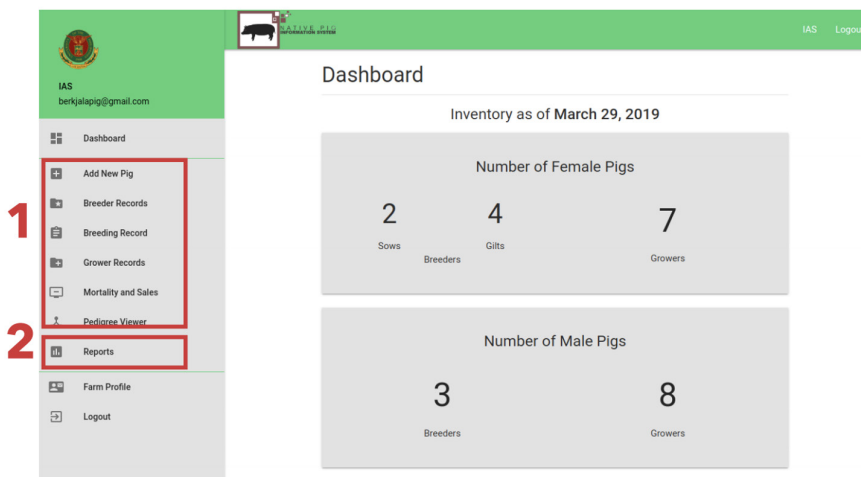 NATIVE PIG
INFORMATION SYSTEM
IAS
Logou
IAS
berkjalapig@gmail.com
Dashboard
1
Add New Pig
Breeder Records
Breeding Record
Grower Records
Mortality and Sales
Pedigree Viewer
2
Reports
Farm Profile
Logout
Dashboard
Inventory as of March 29, 2019
Number of Female Pigs
2
4
7
Sows
Gilts
Breeders
Growers
Number of Male Pigs
3
8
Breeders
Growers